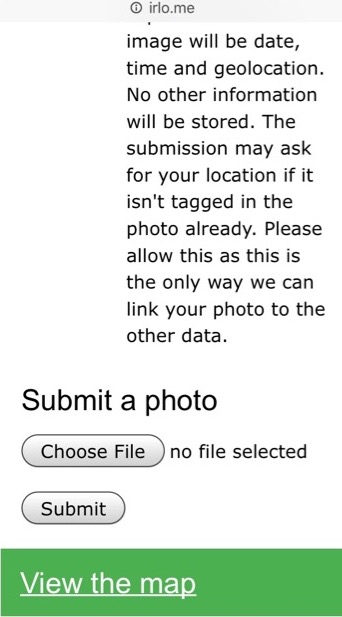 irlo.me
image will be date,
time and geolocation.
No other information
will be stored. The
submission may ask
for your location if it
isn't tagged in the
photo already. Please
allow this as this is
the only way we can
link your photo to the
other data.
Submit a photo
Choose File no file selected
Submit
View the map